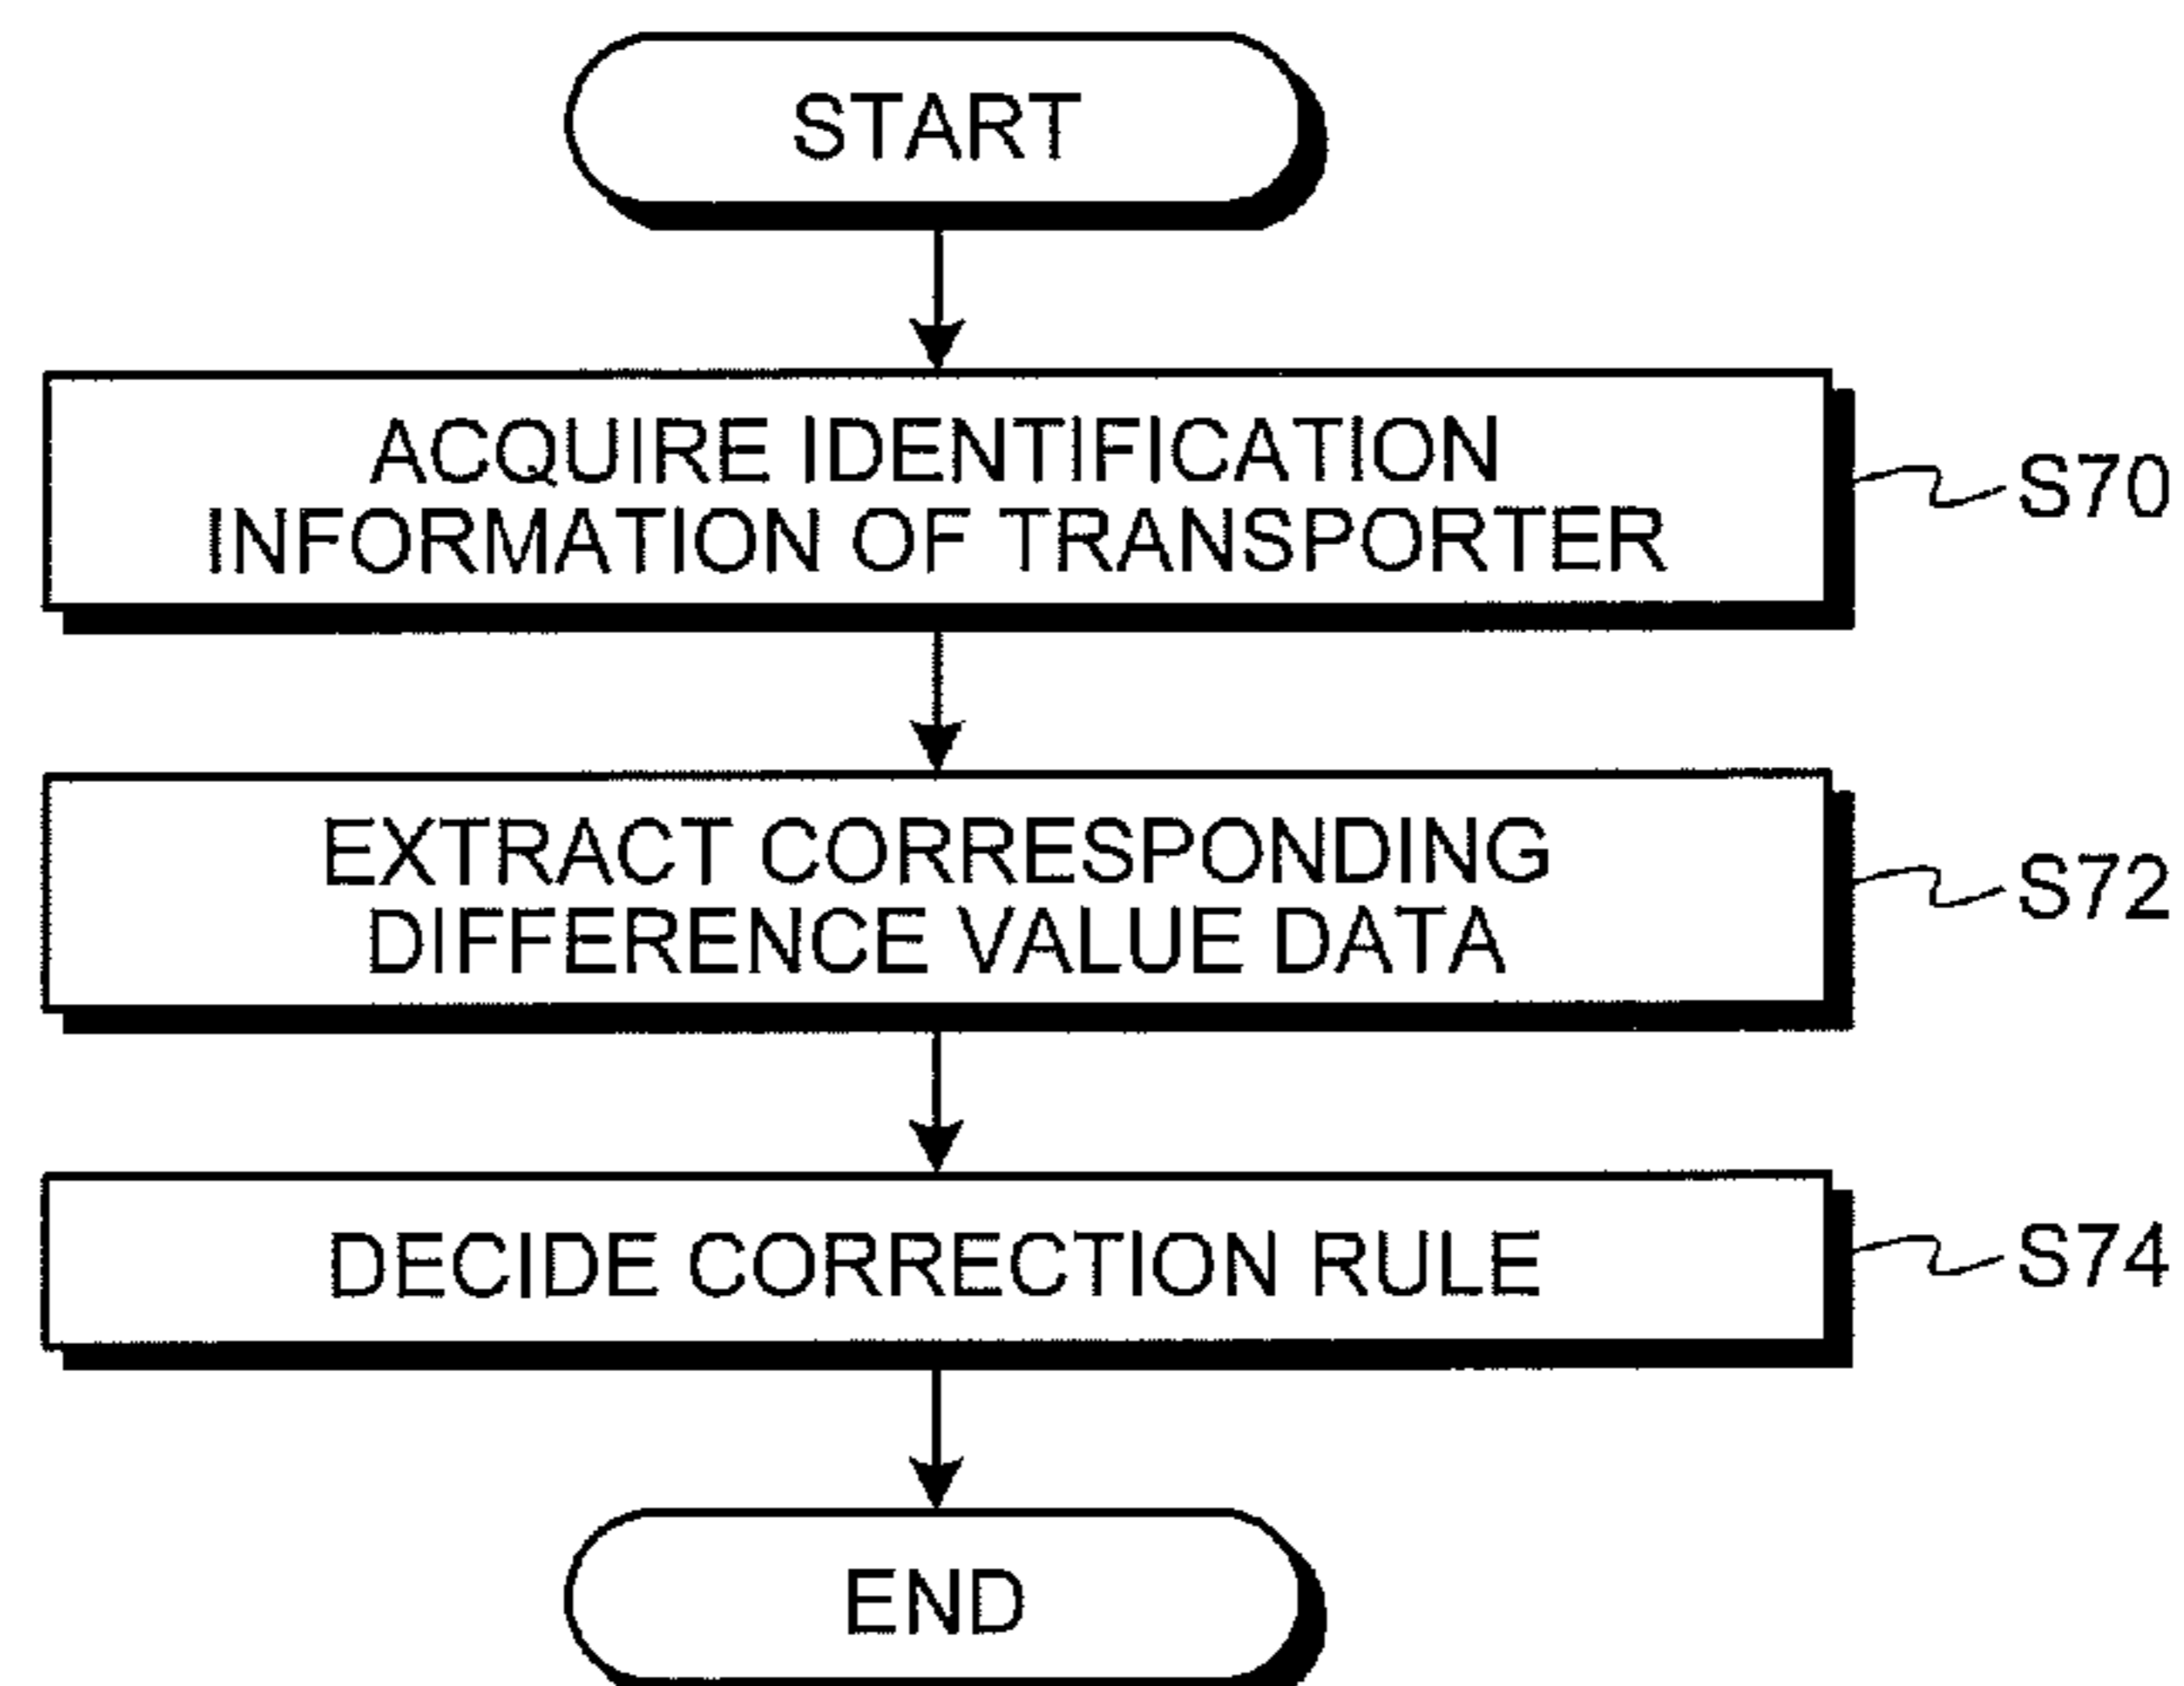 START
ACQUIRE IDENTIFICATION
INFORMATION OF TRANSPORTER
S70
EXTRACT CORRESPONDING
DIFFERENCE VALUE DATA
S72
DECIDE CORRECTION RULE
S74
END